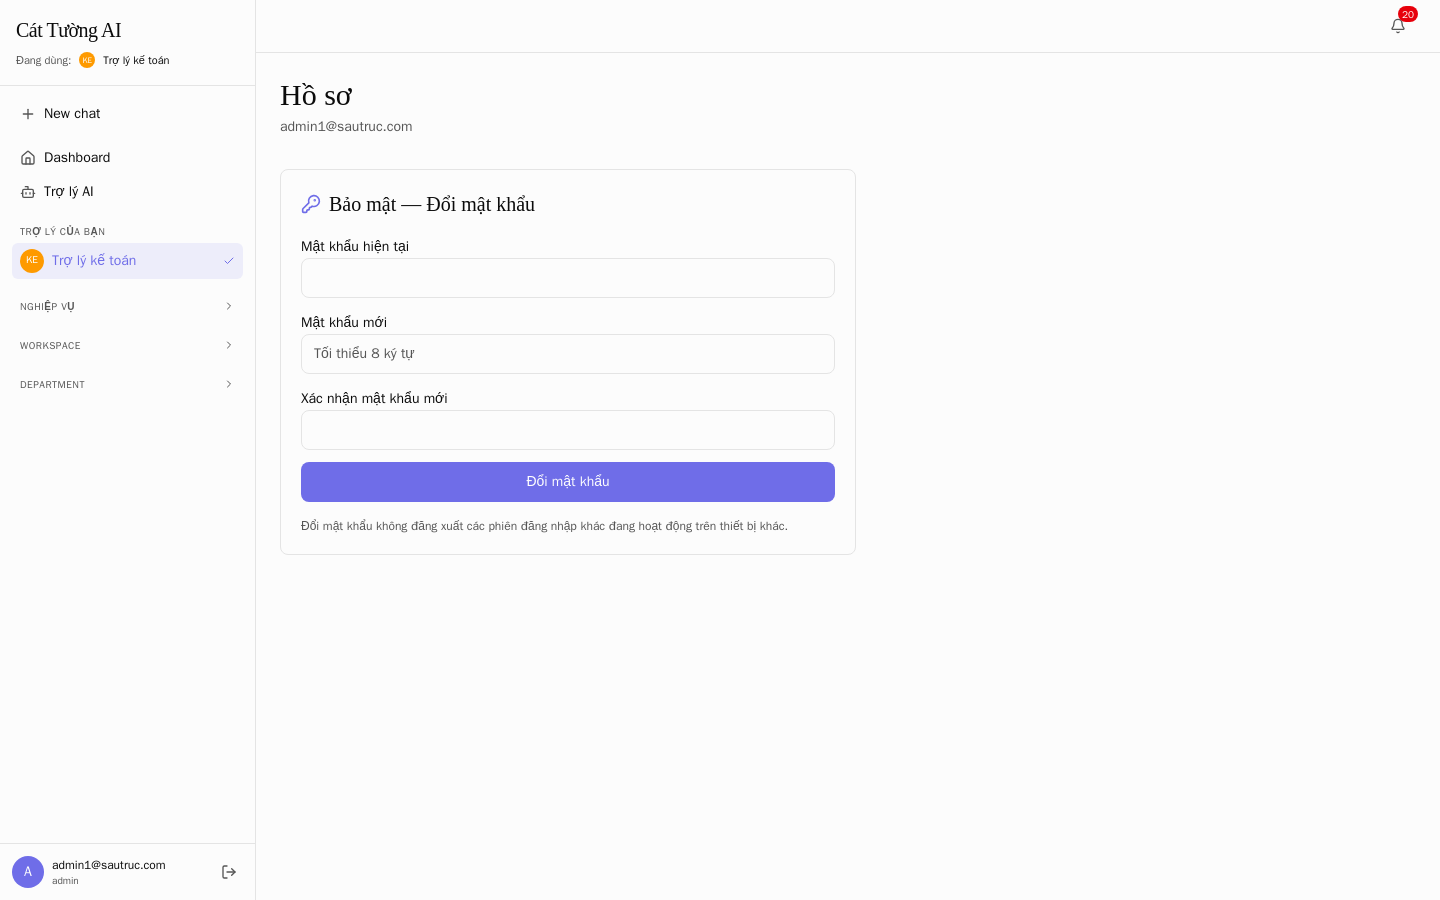 Cát Tường AI
Đang dùng: KE Trợ lý kế toán
New chat
Dashboard
Trợ lý AI
TRỢ LÝ CỦA BẠN
KE Trợ lý kế toán
NGHIỆP VỤ
WORKSPACE
DEPARTMENT
A admin1@sautruc.com
admin
20
Hồ sơ
admin1@sautruc.com
Bảo mật — Đổi mật khẩu
Mật khẩu hiện tại
Mật khẩu mới
Tối thiểu 8 ký tự
Xác nhận mật khẩu mới
Đổi mật khẩu
Đổi mật khẩu không đăng xuất các phiên đăng nhập khác đang hoạt động trên thiết bị khác.